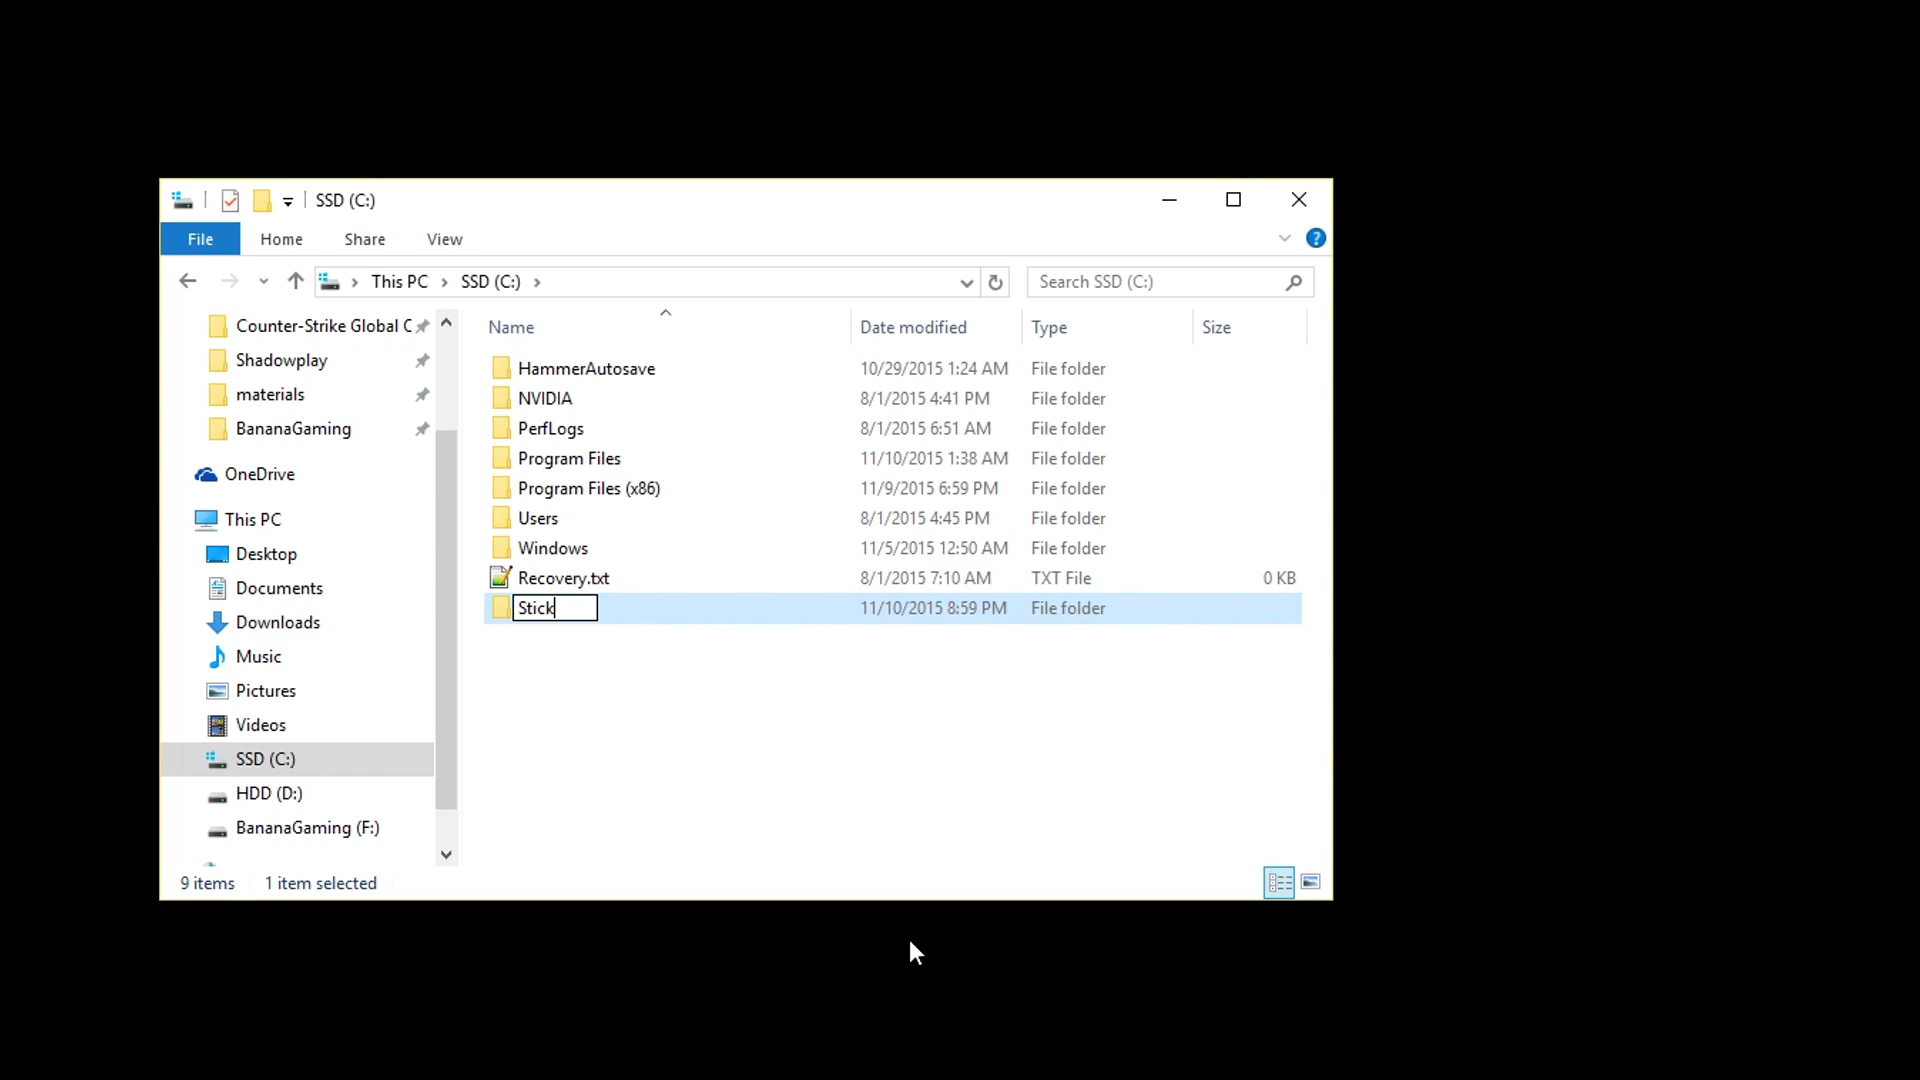 SSD (C:)
File Home Share View
This PC SSD (C:) Search SSD (C:)
Counter-Strike Global C
Shadowplay
materials
BananaGaming
OneDrive
This PC
Desktop
Documents
Downloads
Music
Pictures
Videos
SSD (C:)
HDD (D:)
BananaGaming (F:)
Name Date modified Type Size
HammerAutosave 10/29/2015 1:24 AM File folder
NVIDIA 8/1/2015 4:41 PM File folder
PerfLogs 8/1/2015 6:51 AM File folder
Program Files 11/10/2015 1:38 AM File folder
Program Files (x86) 11/9/2015 6:59 PM File folder
Users 8/1/2015 4:45 PM File folder
Windows 11/5/2015 12:50 AM File folder
Recovery.txt 8/1/2015 7:10 AM TXT File 0 KB
Stick 11/10/2015 8:59 PM File folder
9 items 1 item selected